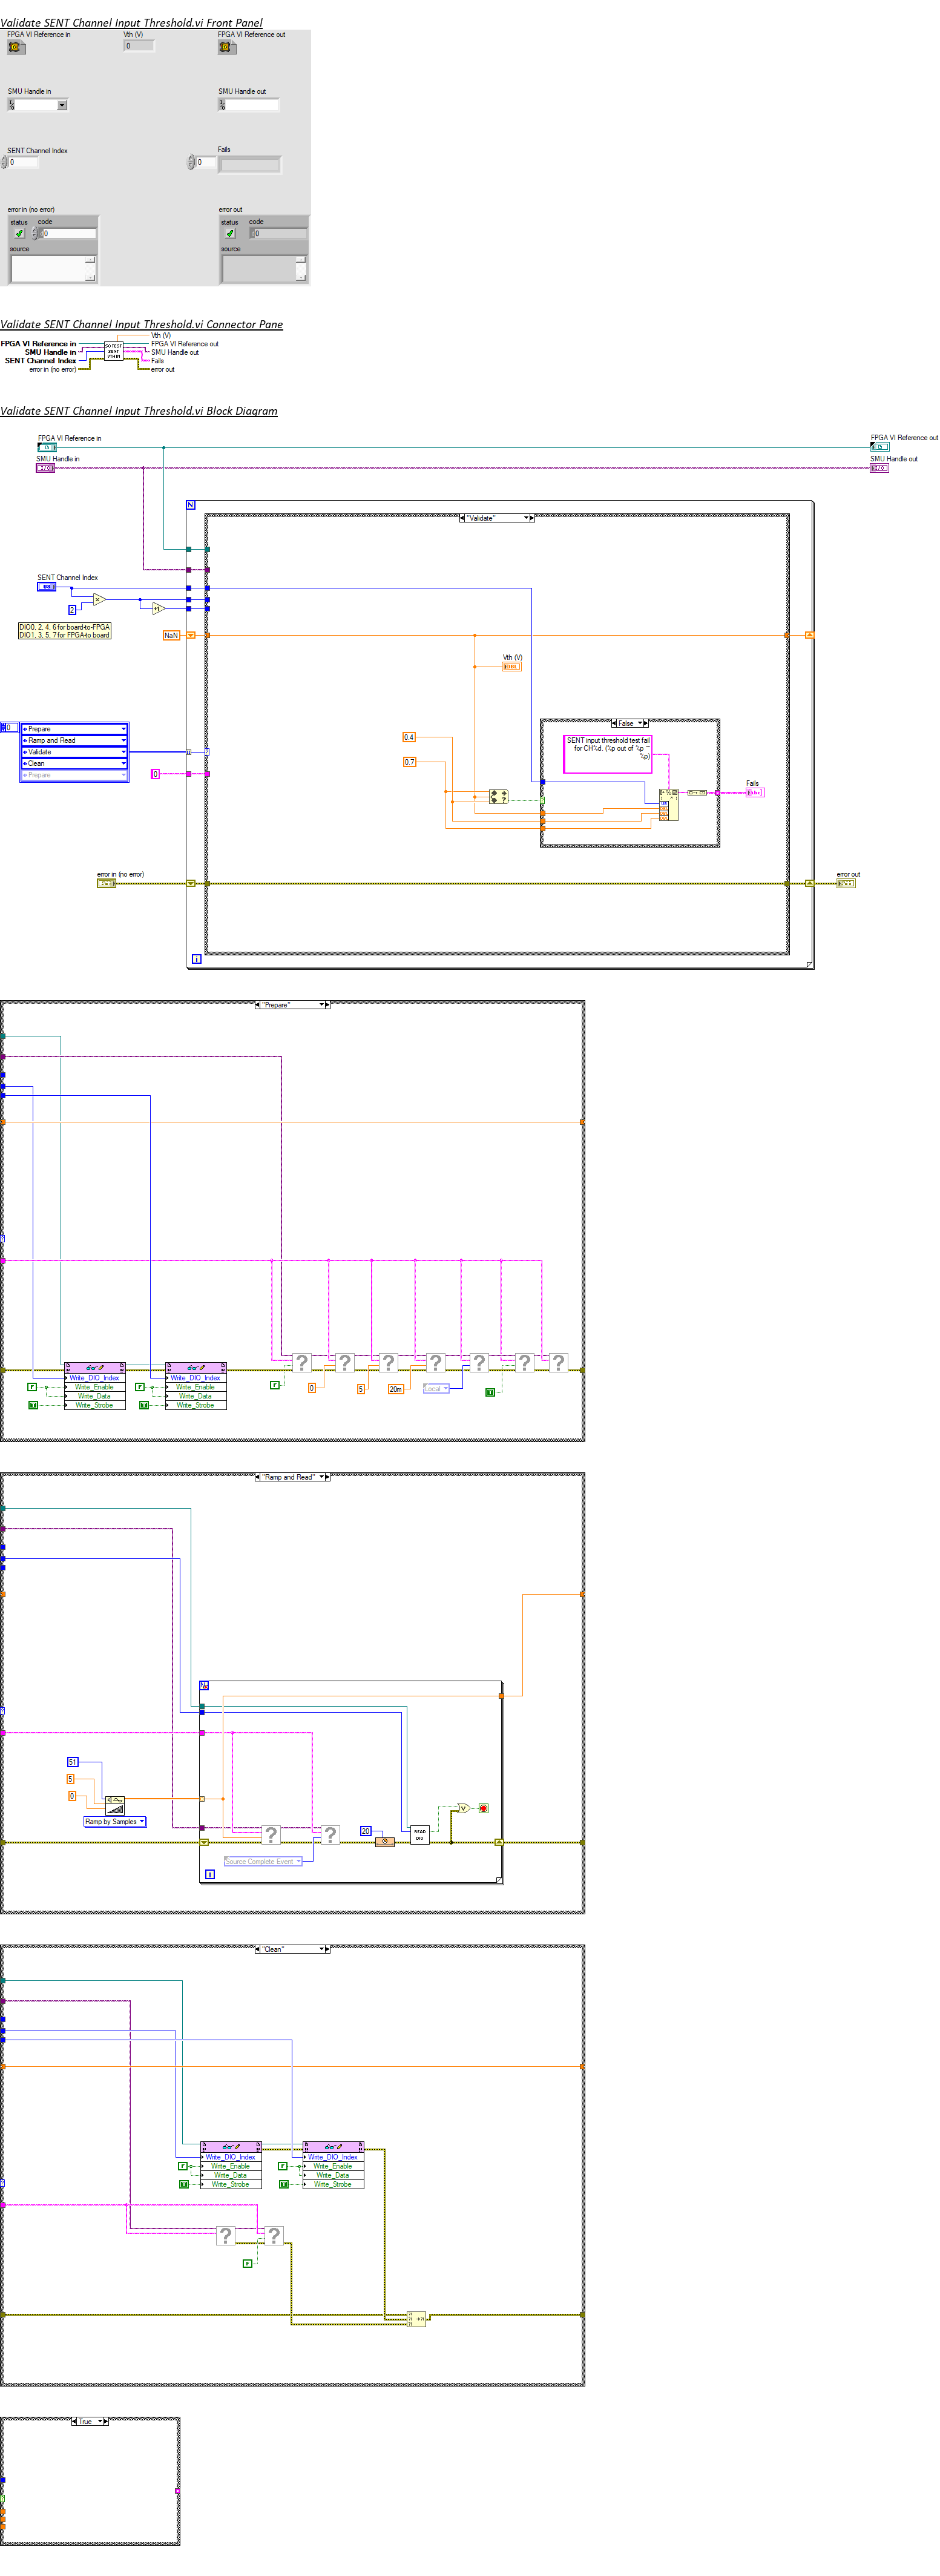 Validate SENT Channel Input Threshold.vi Front Panel
FPGA VI Reference in
Vth (V)
FPGA VI Reference out
0
SMU Handle in
SMU Handle out
SENT Channel Index
Fails
0
0
error in (no error)
error out
status code
status code
0
0
source
source
Validate SENT Channel Input Threshold.vi Connector Pane
Vth (V)
FPGA VI Reference in
FPGA VI Reference out
SMU Handle in
SMU Handle out
SENT Channel Index
Fails
error in (no error)
error out
Validate SENT Channel Input Threshold.vi Block Diagram
FPGA VI Reference in
FPGA VI Reference out
SMU Handle in
SMU Handle out
N
"Validate"
SENT Channel Index
2
+1
DIO0, 2, 4, 6 for board-to-FPGA
DIO1, 3, 5, 7 for FPGA-to board
NaN
Vth (V)
0
Prepare
Ramp and Read
Validate
Clean
Prepare
False
0.4
SENT input threshold test fail
for CH%d. (%p out of %p ~
%p)
0.7
0
Fails
error in (no error)
error out
i
"Prepare"
Write_DIO_Index
Write_DIO_Index
Write_Enable
Write_Enable
Write_Data
Write_Data
Write_Strobe
Write_Strobe
F
T
F
T
F
0
5
20m
Local
T
"Ramp and Read"
N
51
5
0
Ramp by Samples
20
READ
DIO
Source Complete Event
i
"Clean"
Write_DIO_Index
Write_DIO_Index
Write_Enable
Write_Enable
Write_Data
Write_Data
Write_Strobe
Write_Strobe
F
T
F
T
F
True